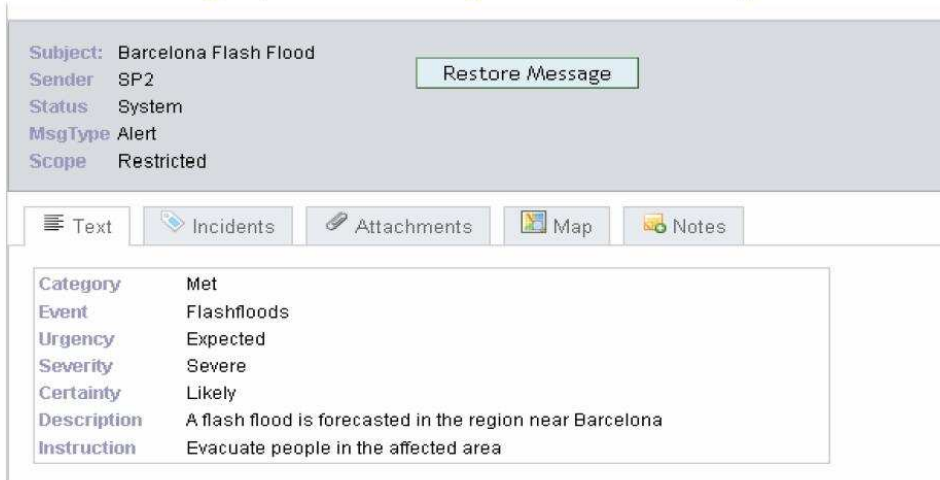 Subject: Barcelona Flash Flood
Restore Message
Sender SP2
Status System
MsgType Alert
Scope Restricted
Text Incidents Attachments Map Notes
Category Met
Event Flashfloods
Urgency Expected
Severity Severe
Certainty Likely
Description A flash flood is forecasted in the region near Barcelona
Instruction Evacuate people in the affected area